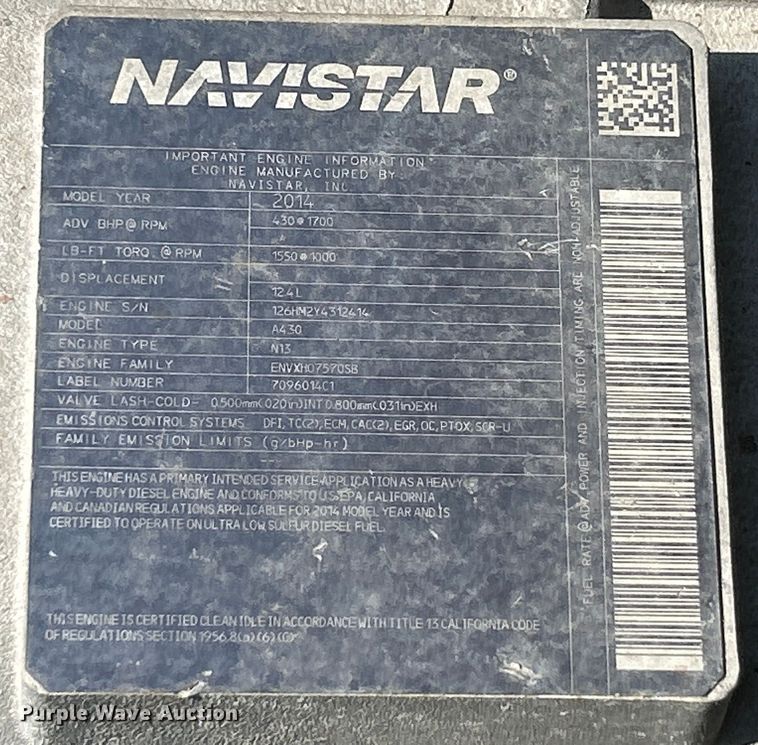 NAVISTAR®
IMPORTANT ENGINE INFORMATION
ENGINE MANUFACTURED BY
NAVISTAR, INC.
MODEL YEAR 2014
ADV BHP @ RPM 430 @ 1700
LB-FT TORQ. @ RPM 1550 @ 1000
DISPLACEMENT 12.4L
ENGINE S/N 126HM2Y4312414
MODEL A430
ENGINE TYPE N13
ENGINE FAMILY ENVXH07570SB
LABEL NUMBER 7096014C1
VALVE LASH-COLD- 0.500mm(.020in)INT 0.800mm(.031in)EXH
EMISSIONS CONTROL SYSTEMS DFI, TC(2), ECM, CAC(2), EGR, OC, PTOX, SCR-U
FAMILY EMISSION LIMITS (g/bHp-hr)
---
THIS ENGINE HAS A PRIMARY INTENDED SERVICE APPLICATION AS A HEAVY
HEAVY-DUTY DIESEL ENGINE AND CONFORMS TO U.S.EPA, CALIFORNIA
AND CANADIAN REGULATIONS APPLICABLE FOR 2014 MODEL YEAR AND IS
CERTIFIED TO OPERATE ON ULTRA LOW SULFUR DIESEL FUEL.
THIS ENGINE IS CERTIFIED CLEAN IDLE IN ACCORDANCE WITH TITLE 13 CALIFORNIA CODE
OF REGULATIONS SECTION 1956.8(a)(6)(C)
FUEL RATE @ ADV POWER AND INJECTION TIMING ARE NON ADJUSTABLE
Purple Wave Auction